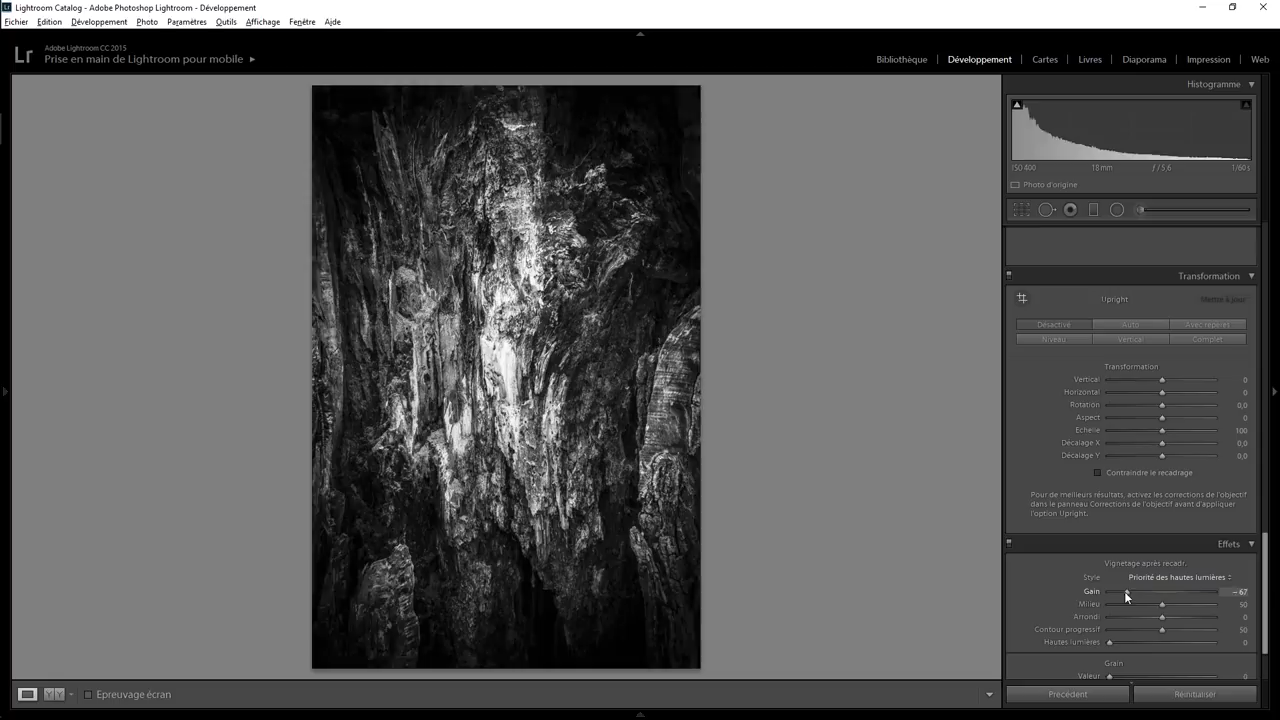 Lightroom Catalog - Adobe Photoshop Lightroom - Développement
Fichier Edition Développement Photo Paramètres Outils Affichage Fenêtre Aide
Lr
Adobe Lightroom CC 2015
Prise en main de Lightroom pour mobile
Bibliothèque Développement Cartes Livres Diaporama Impression Web
Histogramme
ISO 400 18 mm ƒ / 5,6 1/60 s
Photo d'origine
Transformation
Upright Mettre à jour
Désactivé Auto Avec repères
Niveau Vertical Complet
Transformation
Vertical 0
Horizontal 0
Rotation 0,0
Aspect 0
Echelle 100
Décalage X 0,0
Décalage Y 0,0
Contraindre le recadrage
Pour de meilleurs résultats, activez les corrections de l'objectif
dans le panneau Corrections de l'objectif avant d'appliquer
l'option Upright.
Effets
Vignetage après recadr.
Style Priorité des hautes lumières
Gain – 67
Milieu 50
Arrondi 0
Contour progressif 50
Hautes lumières 0
Grain
Valeur 0
Y Y Epreuvage écran
Précédent Réinitialiser